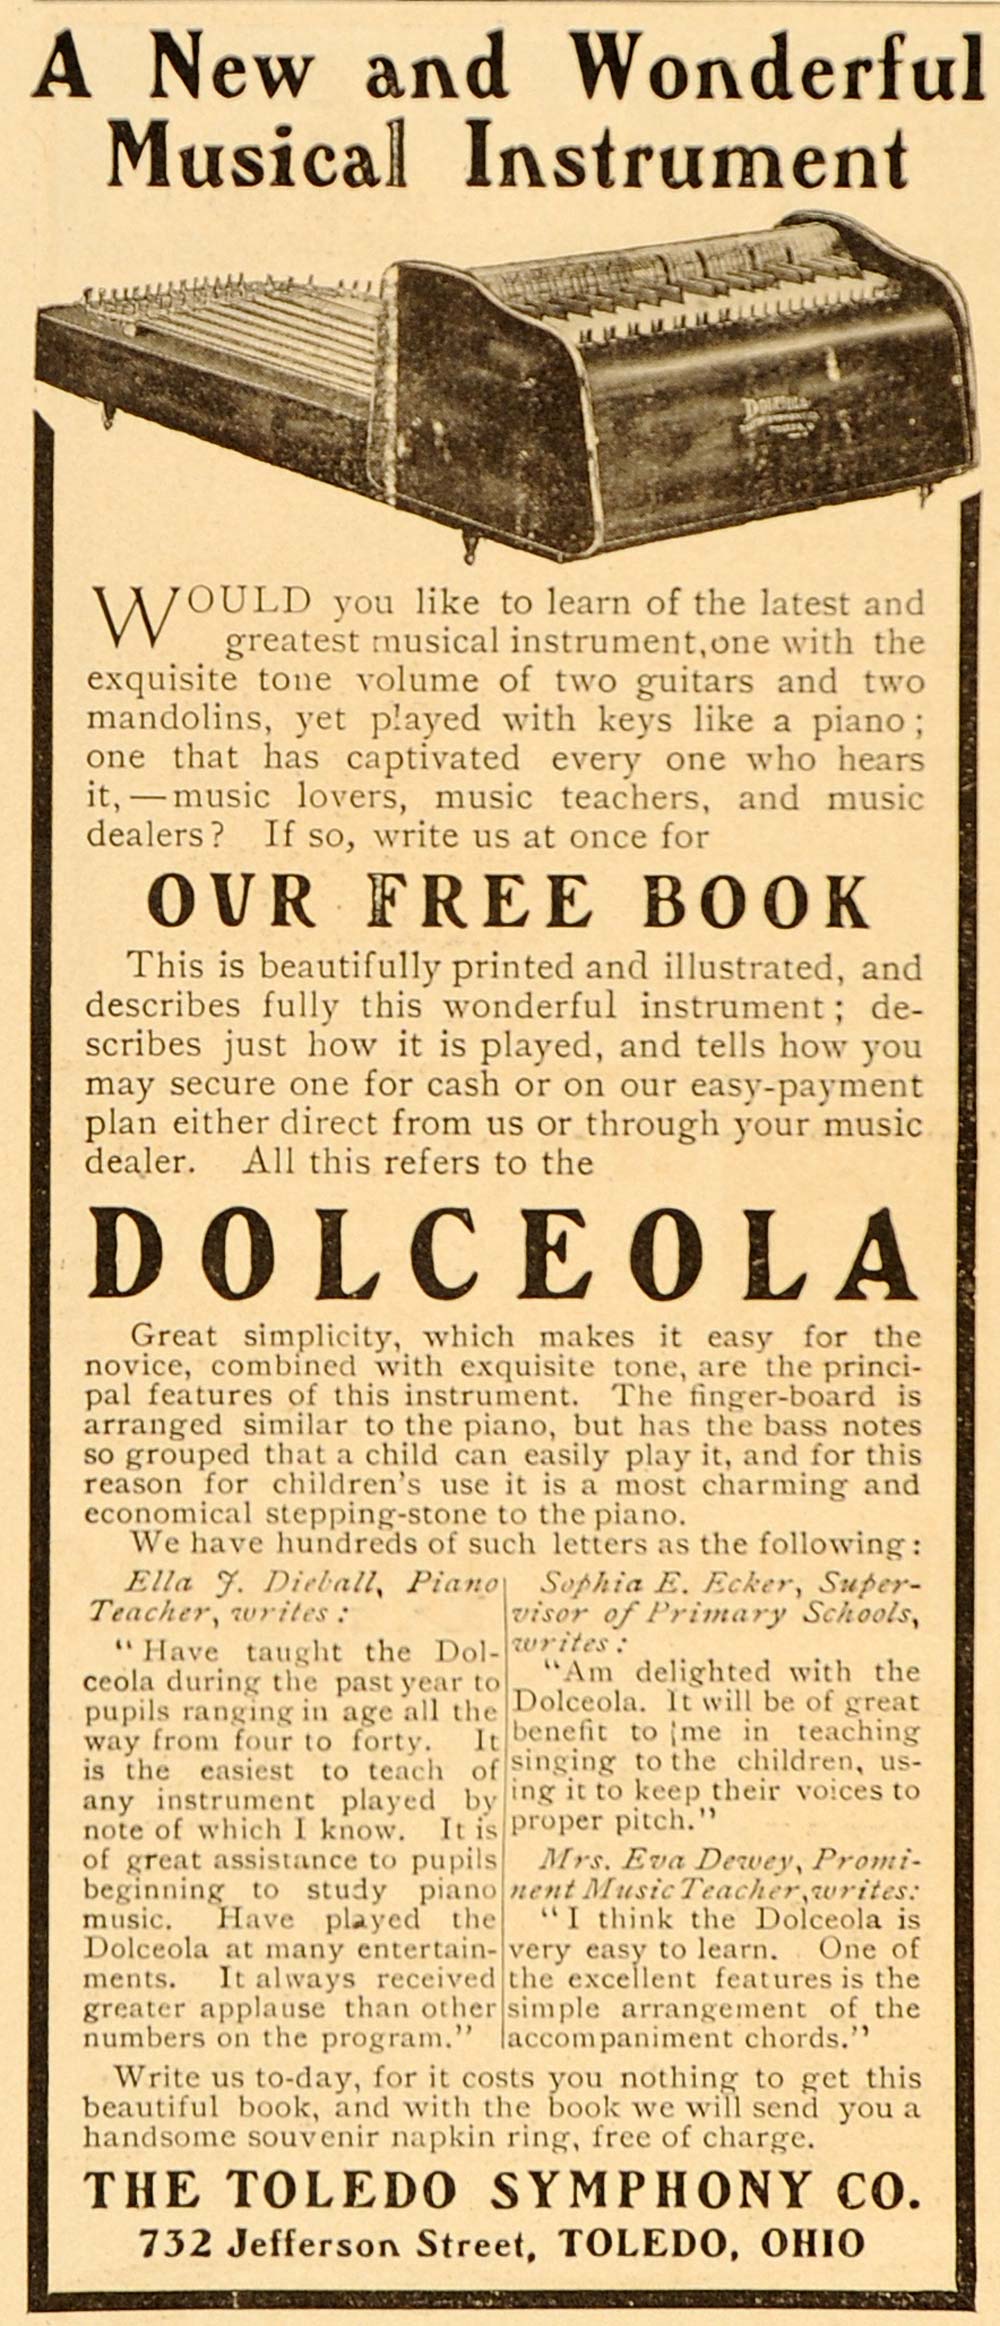 A New and Wonderful
Musical Instrument
DOLCEOLA
WOULD you like to learn of the latest and
greatest musical instrument, one with the
exquisite tone volume of two guitars and two
mandolins, yet played with keys like a piano;
one that has captivated every one who hears
it,—music lovers, music teachers, and music
dealers? If so, write us at once for
OUR FREE BOOK
This is beautifully printed and illustrated, and
describes fully this wonderful instrument; de-
scribes just how it is played, and tells how you
may secure one for cash or on our easy-payment
plan either direct from us or through your music
dealer. All this refers to the
DOLCEOLA
Great simplicity, which makes it easy for the
novice, combined with exquisite tone, are the princi-
pal features of this instrument. The finger-board is
arranged similar to the piano, but has the bass notes
so grouped that a child can easily play it, and for this
reason for children's use it is a most charming and
economical stepping-stone to the piano.
We have hundreds of such letters as the following:
Ella J. Dieball, Piano
Teacher, writes:
"Have taught the Dol-
ceola during the past year to
pupils ranging in age all the
way from four to forty. It
is the easiest to teach of
any instrument played by
note of which I know. It is
of great assistance to pupils
beginning to study piano
music. Have played the
Dolceola at many entertain-
ments. It always received
greater applause than other
numbers on the program."
Sophia E. Ecker, Super-
visor of Primary Schools,
writes:
"Am delighted with the
Dolceola. It will be of great
benefit to me in teaching
singing to the children, us-
ing it to keep their voices to
proper pitch."
Mrs. Eva Dewey, Promi-
nent Music Teacher, writes:
"I think the Dolceola is
very easy to learn. One of
the excellent features is the
simple arrangement of the
accompaniment chords."
Write us to-day, for it costs you nothing to get this
beautiful book, and with the book we will send you a
handsome souvenir napkin ring, free of charge.
THE TOLEDO SYMPHONY CO.
732 Jefferson Street, TOLEDO, OHIO